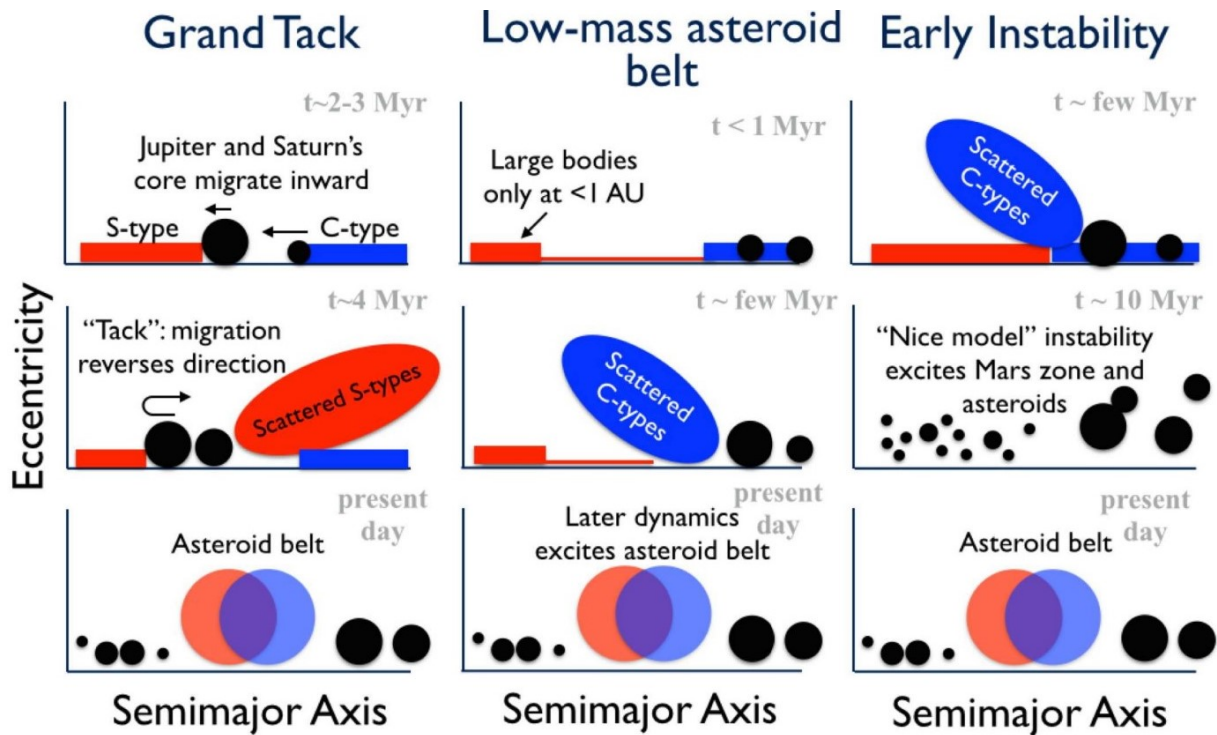 Grand Tack
Low-mass asteroid
belt
Early Instability
t~2-3 Myr
Jupiter and Saturn's
core migrate inward
S-type
C-type
t < 1 Myr
Large bodies
only at <1 AU
t ~ few Myr
Scattered
C-types
Eccentricity
t~4 Myr
"Tack": migration
reverses direction
Scattered S-types
t ~ few Myr
Scattered
C-types
t ~ 10 Myr
"Nice model" instability
excites Mars zone and
asteroids
present
day
Asteroid belt
present
day
Later dynamics
excites asteroid belt
present
day
Asteroid belt
Semimajor Axis
Semimajor Axis
Semimajor Axis